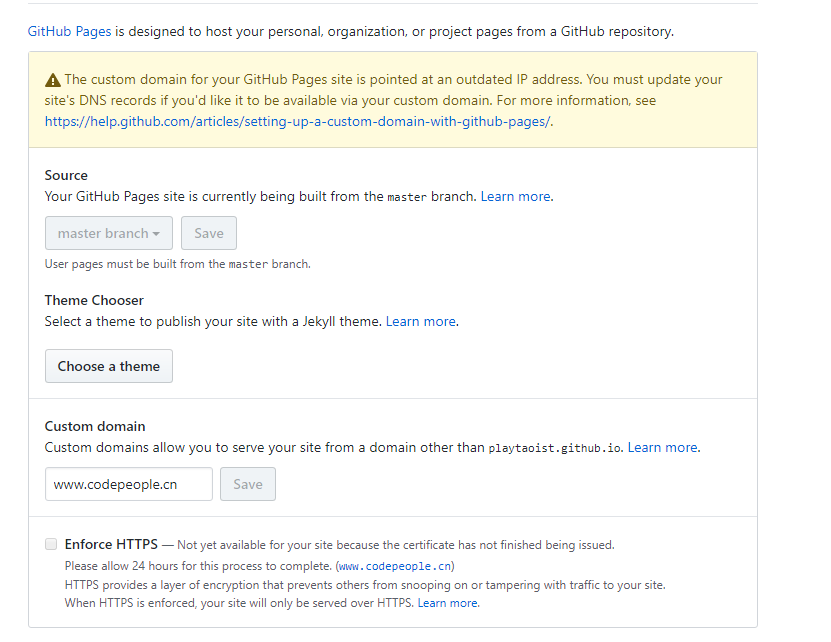 GitHub Pages is designed to host your personal, organization, or project pages from a GitHub repository.
The custom domain for your GitHub Pages site is pointed at an outdated IP address. You must update your
site's DNS records if you'd like it to be available via your custom domain. For more information, see
https://help.github.com/articles/setting-up-a-custom-domain-with-github-pages/.
Source
Your GitHub Pages site is currently being built from the master branch. Learn more.
master branch Save
User pages must be built from the master branch.
Theme Chooser
Select a theme to publish your site with a Jekyll theme. Learn more.
Choose a theme
Custom domain
Custom domains allow you to serve your site from a domain other than playtaoist.github.io. Learn more.
www.codepeople.cn Save
Enforce HTTPS — Not yet available for your site because the certificate has not finished being issued.
Please allow 24 hours for this process to complete. (www.codepeople.cn)
HTTPS provides a layer of encryption that prevents others from snooping on or tampering with traffic to your site.
When HTTPS is enforced, your site will only be served over HTTPS. Learn more.